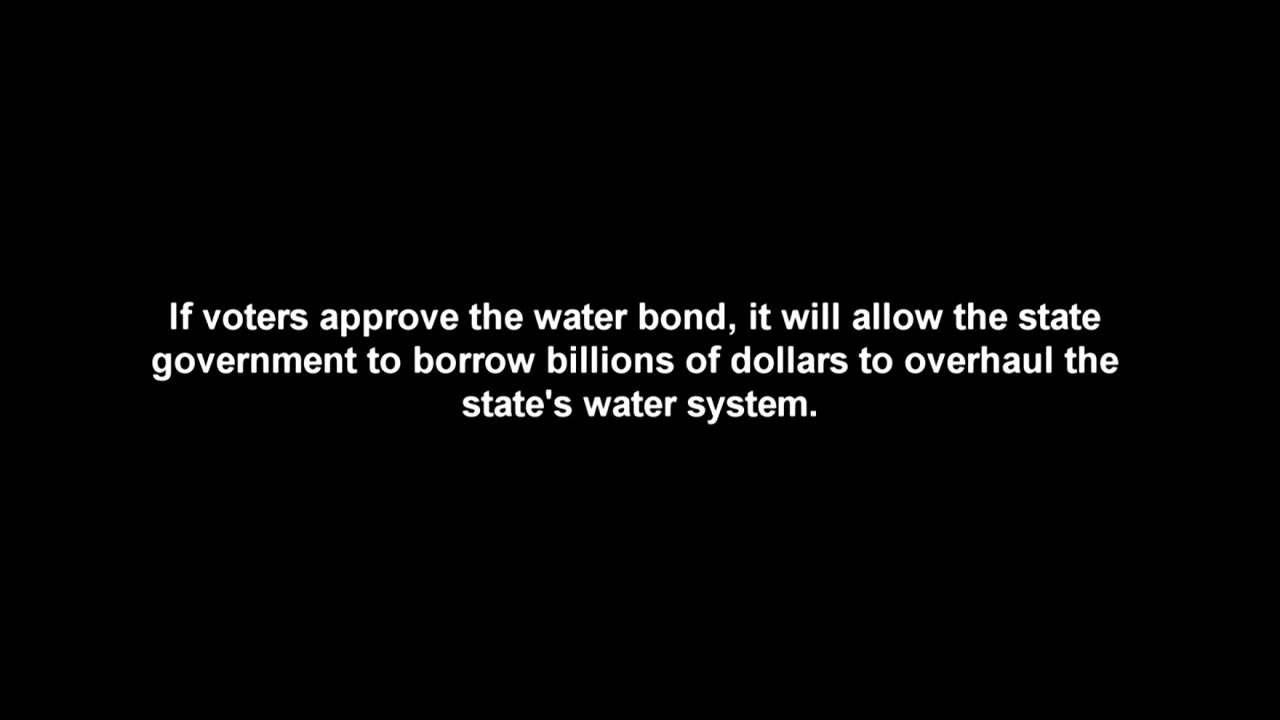 If voters approve the water bond, it will allow the state
government to borrow billions of dollars to overhaul the
state's water system.